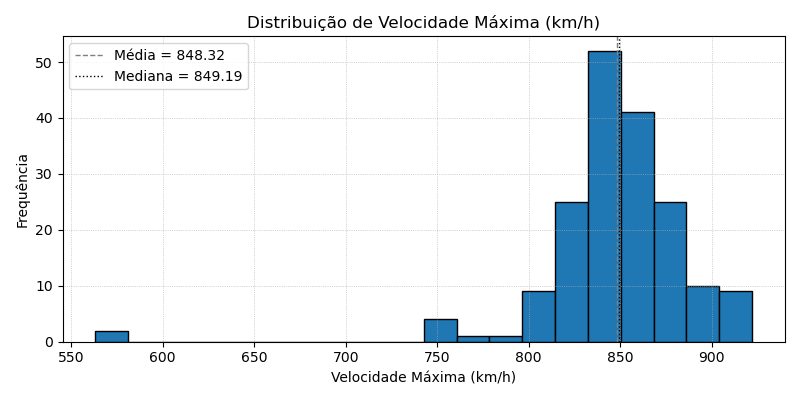 Distribuição de Velocidade Máxima (km/h)
Média = 848.32
Mediana = 849.19
Frequência
50
40
30
20
10
0
550 600 650 700 750 800 850 900
Velocidade Máxima (km/h)